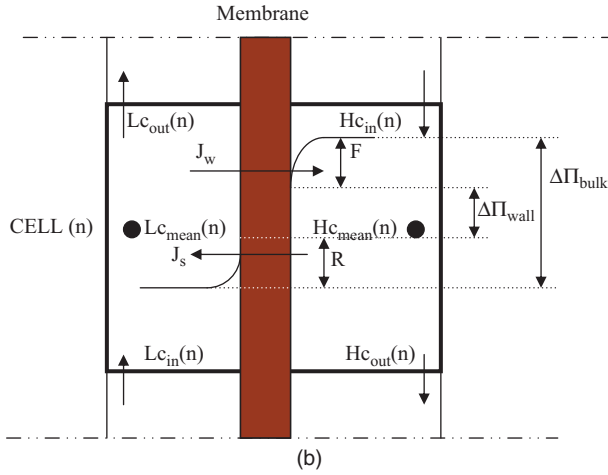 Membrane
Lc_out(n) Hc_in(n)
J_w F
ΔΠ_bulk
ΔΠ_wall
CELL (n) Lc_mean(n) Hc_mean(n)
J_s R
Lc_in(n) Hc_out(n)
(b)